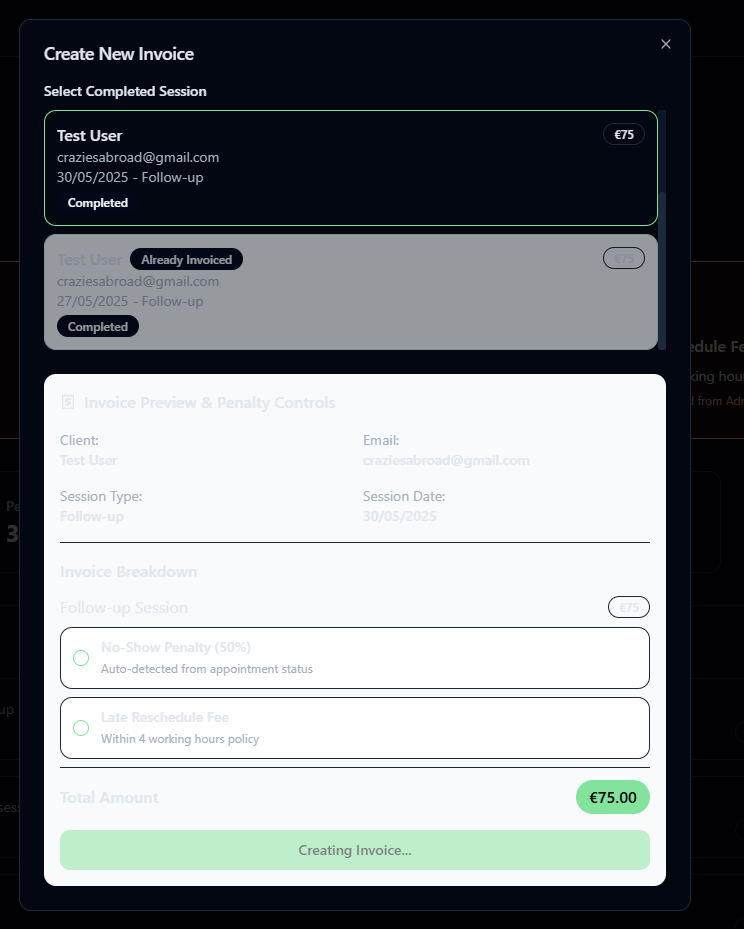 Create New Invoice
Select Completed Session
Test User
€75
craziesabroad@gmail.com
30/05/2025 - Follow-up
Completed
Test User Already Invoiced
€75
craziesabroad@gmail.com
27/05/2025 - Follow-up
Completed
edule Fe
king hour
d from Adm
Invoice Preview & Penalty Controls
Client:
Email:
Test User
craziesabroad@gmail.com
Session Type:
Session Date:
Follow-up
30/05/2025
Pe
3
Invoice Breakdown
Follow-up Session
€75
No-Show Penalty (50%)
Auto-detected from appointment status
Late Reschedule Fee
Within 4 working hours policy
up
Total Amount
€75.00
sess
Creating Invoice...